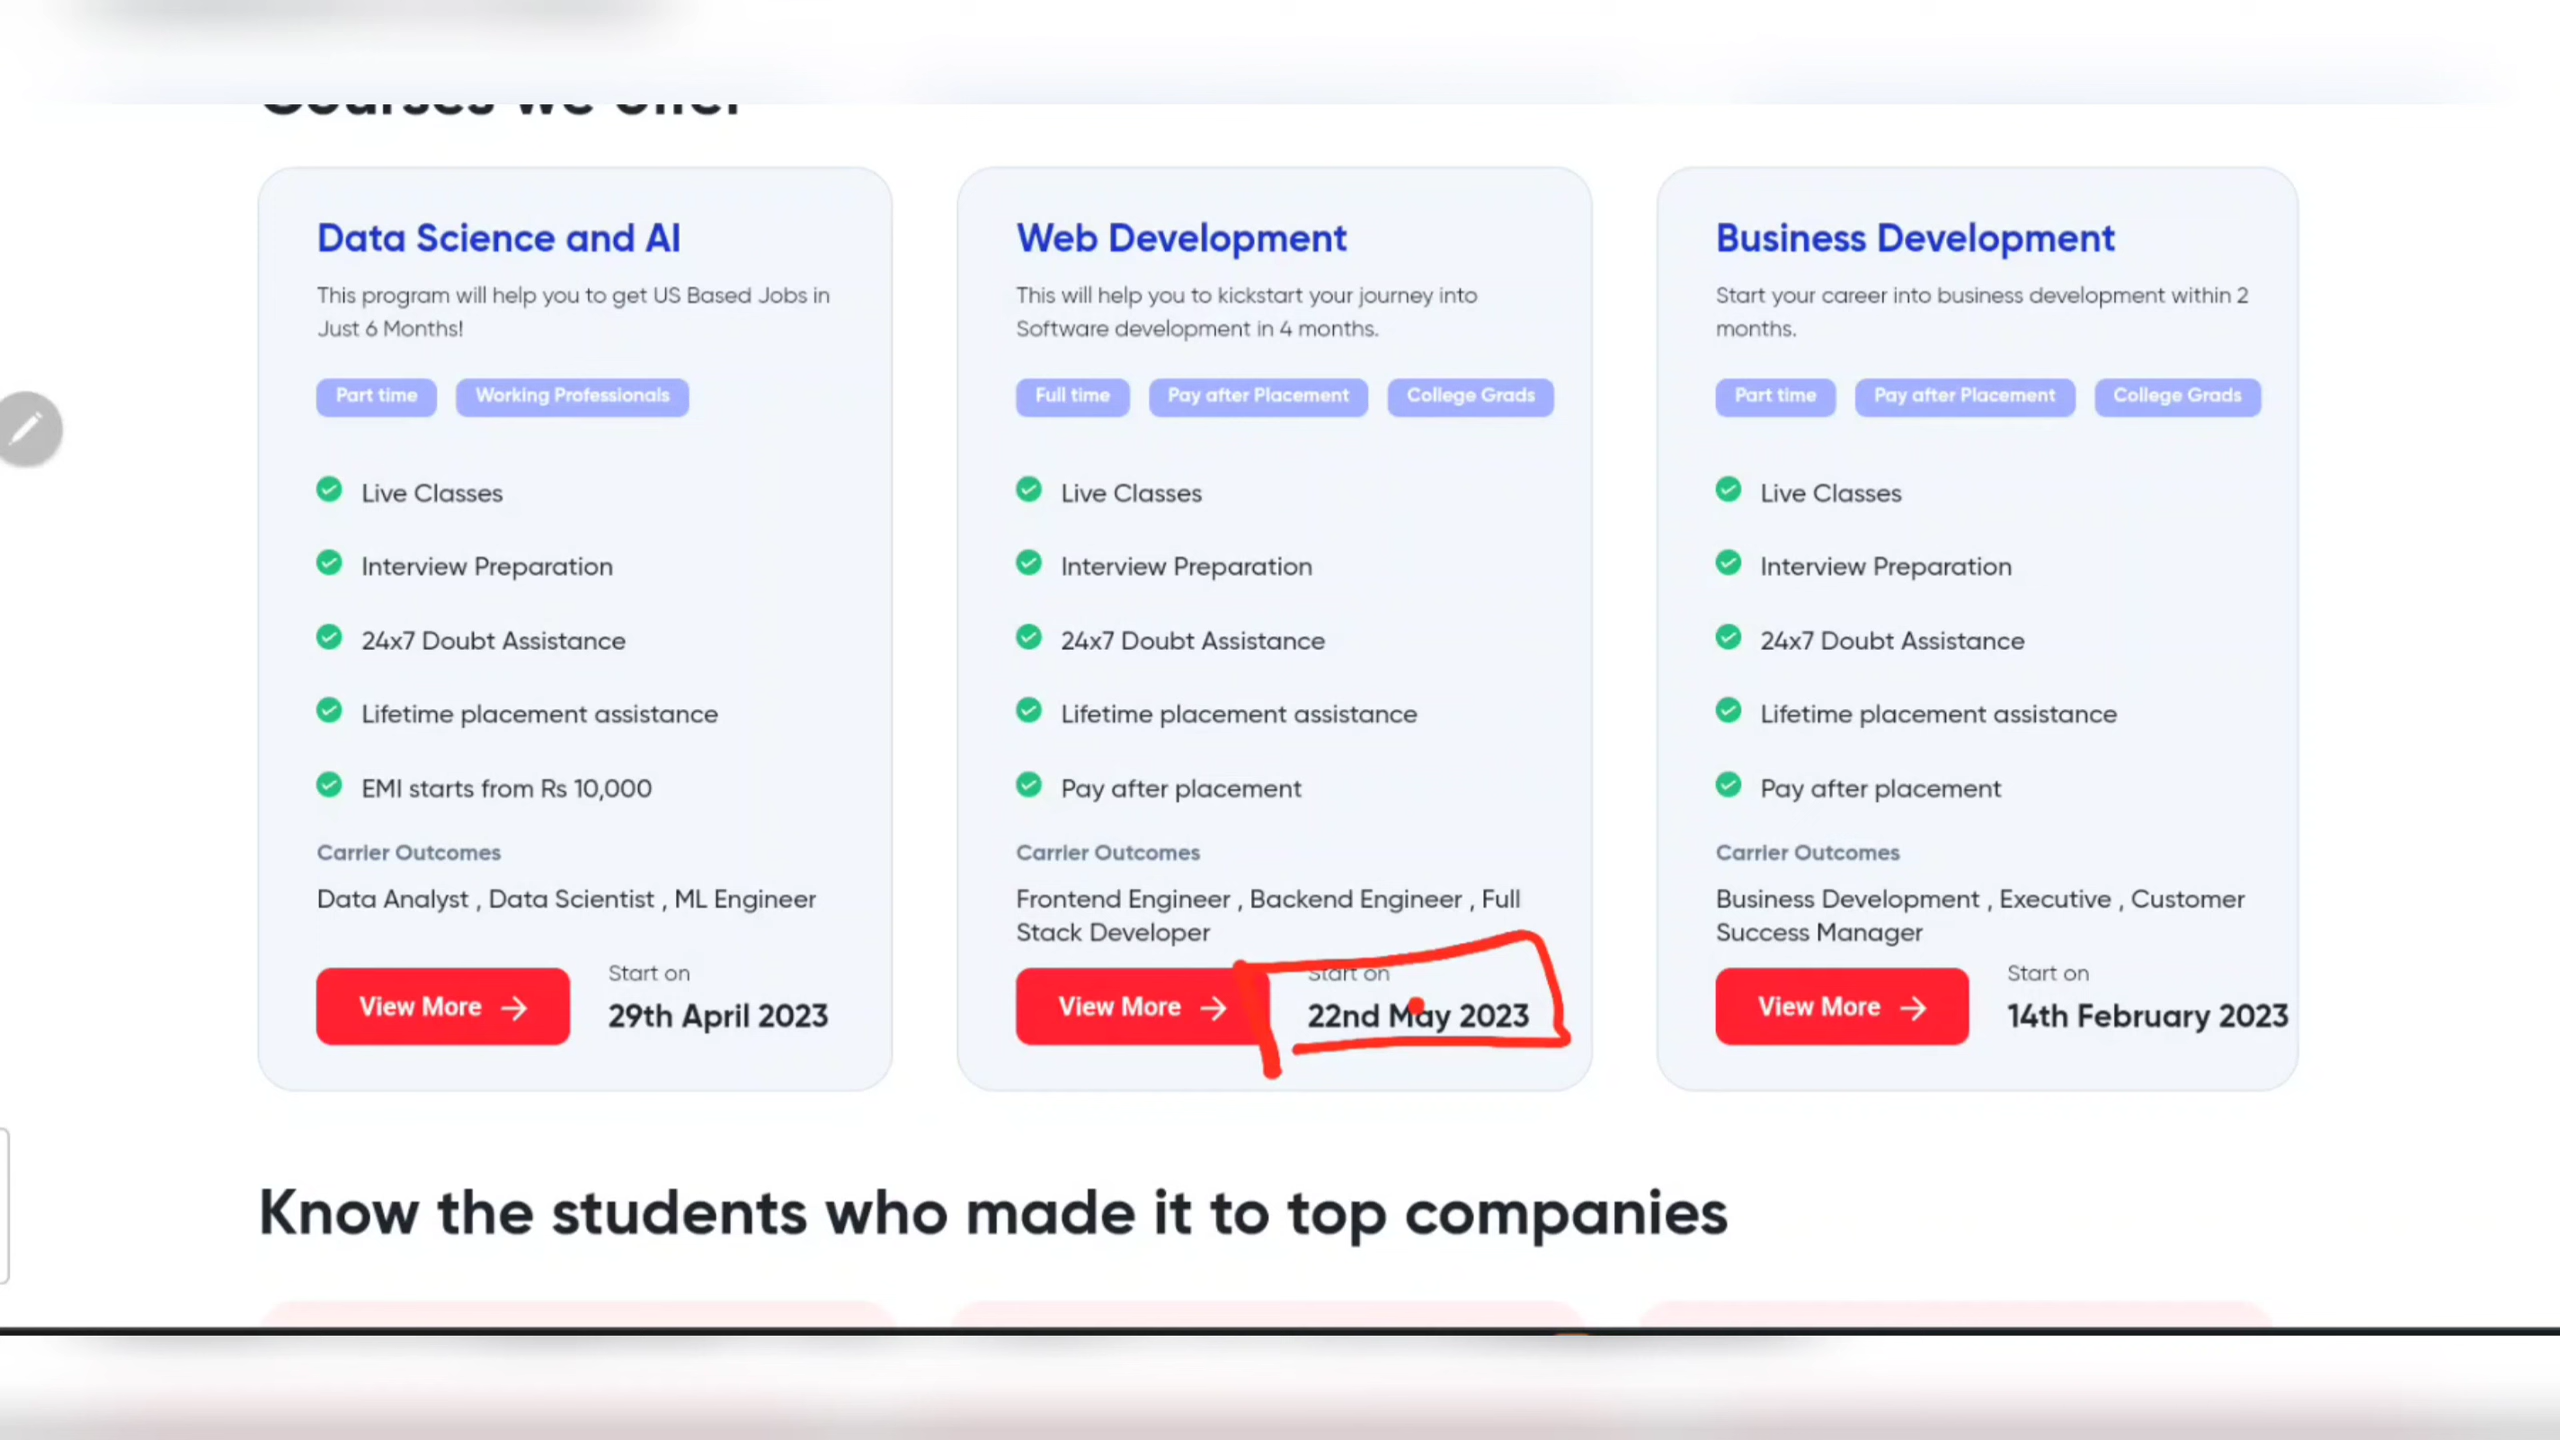 Courses we offer
Data Science and AI
This program will help you to get US Based Jobs in
Just 6 Months!
Part time
Working Professionals
Live Classes
Interview Preparation
24x7 Doubt Assistance
Lifetime placement assistance
EMI starts from Rs 10,000
Carrier Outcomes
Data Analyst , Data Scientist , ML Engineer
View More
Start on
29th April 2023
Web Development
This will help you to kickstart your journey into
Software development in 4 months.
Full time
Pay after Placement
College Grads
Live Classes
Interview Preparation
24x7 Doubt Assistance
Lifetime placement assistance
Pay after placement
Carrier Outcomes
Frontend Engineer , Backend Engineer , Full
Stack Developer
View More
Start on
22nd May 2023
Business Development
Start your career into business development within 2
months.
Part time
Pay after Placement
College Grads
Live Classes
Interview Preparation
24x7 Doubt Assistance
Lifetime placement assistance
Pay after placement
Carrier Outcomes
Business Development , Executive , Customer
Success Manager
View More
Start on
14th February 2023
Know the students who made it to top companies